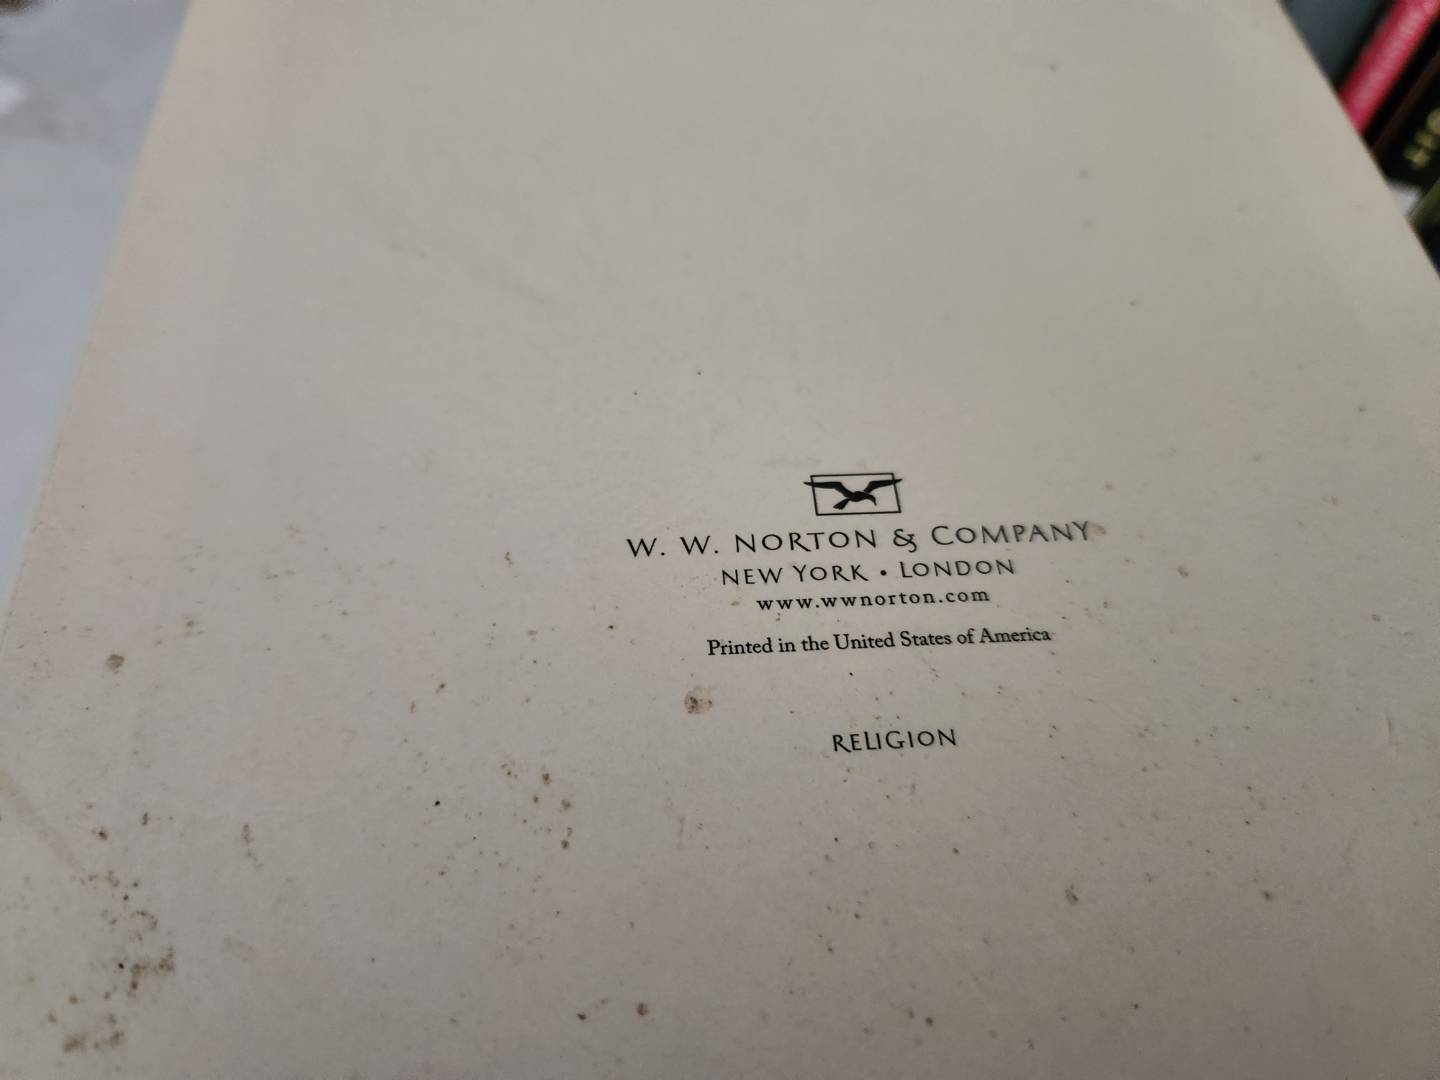 W. W. NORTON & COMPANY
NEW YORK • LONDON
www.wwnorton.com
Printed in the United States of America
RELIGION